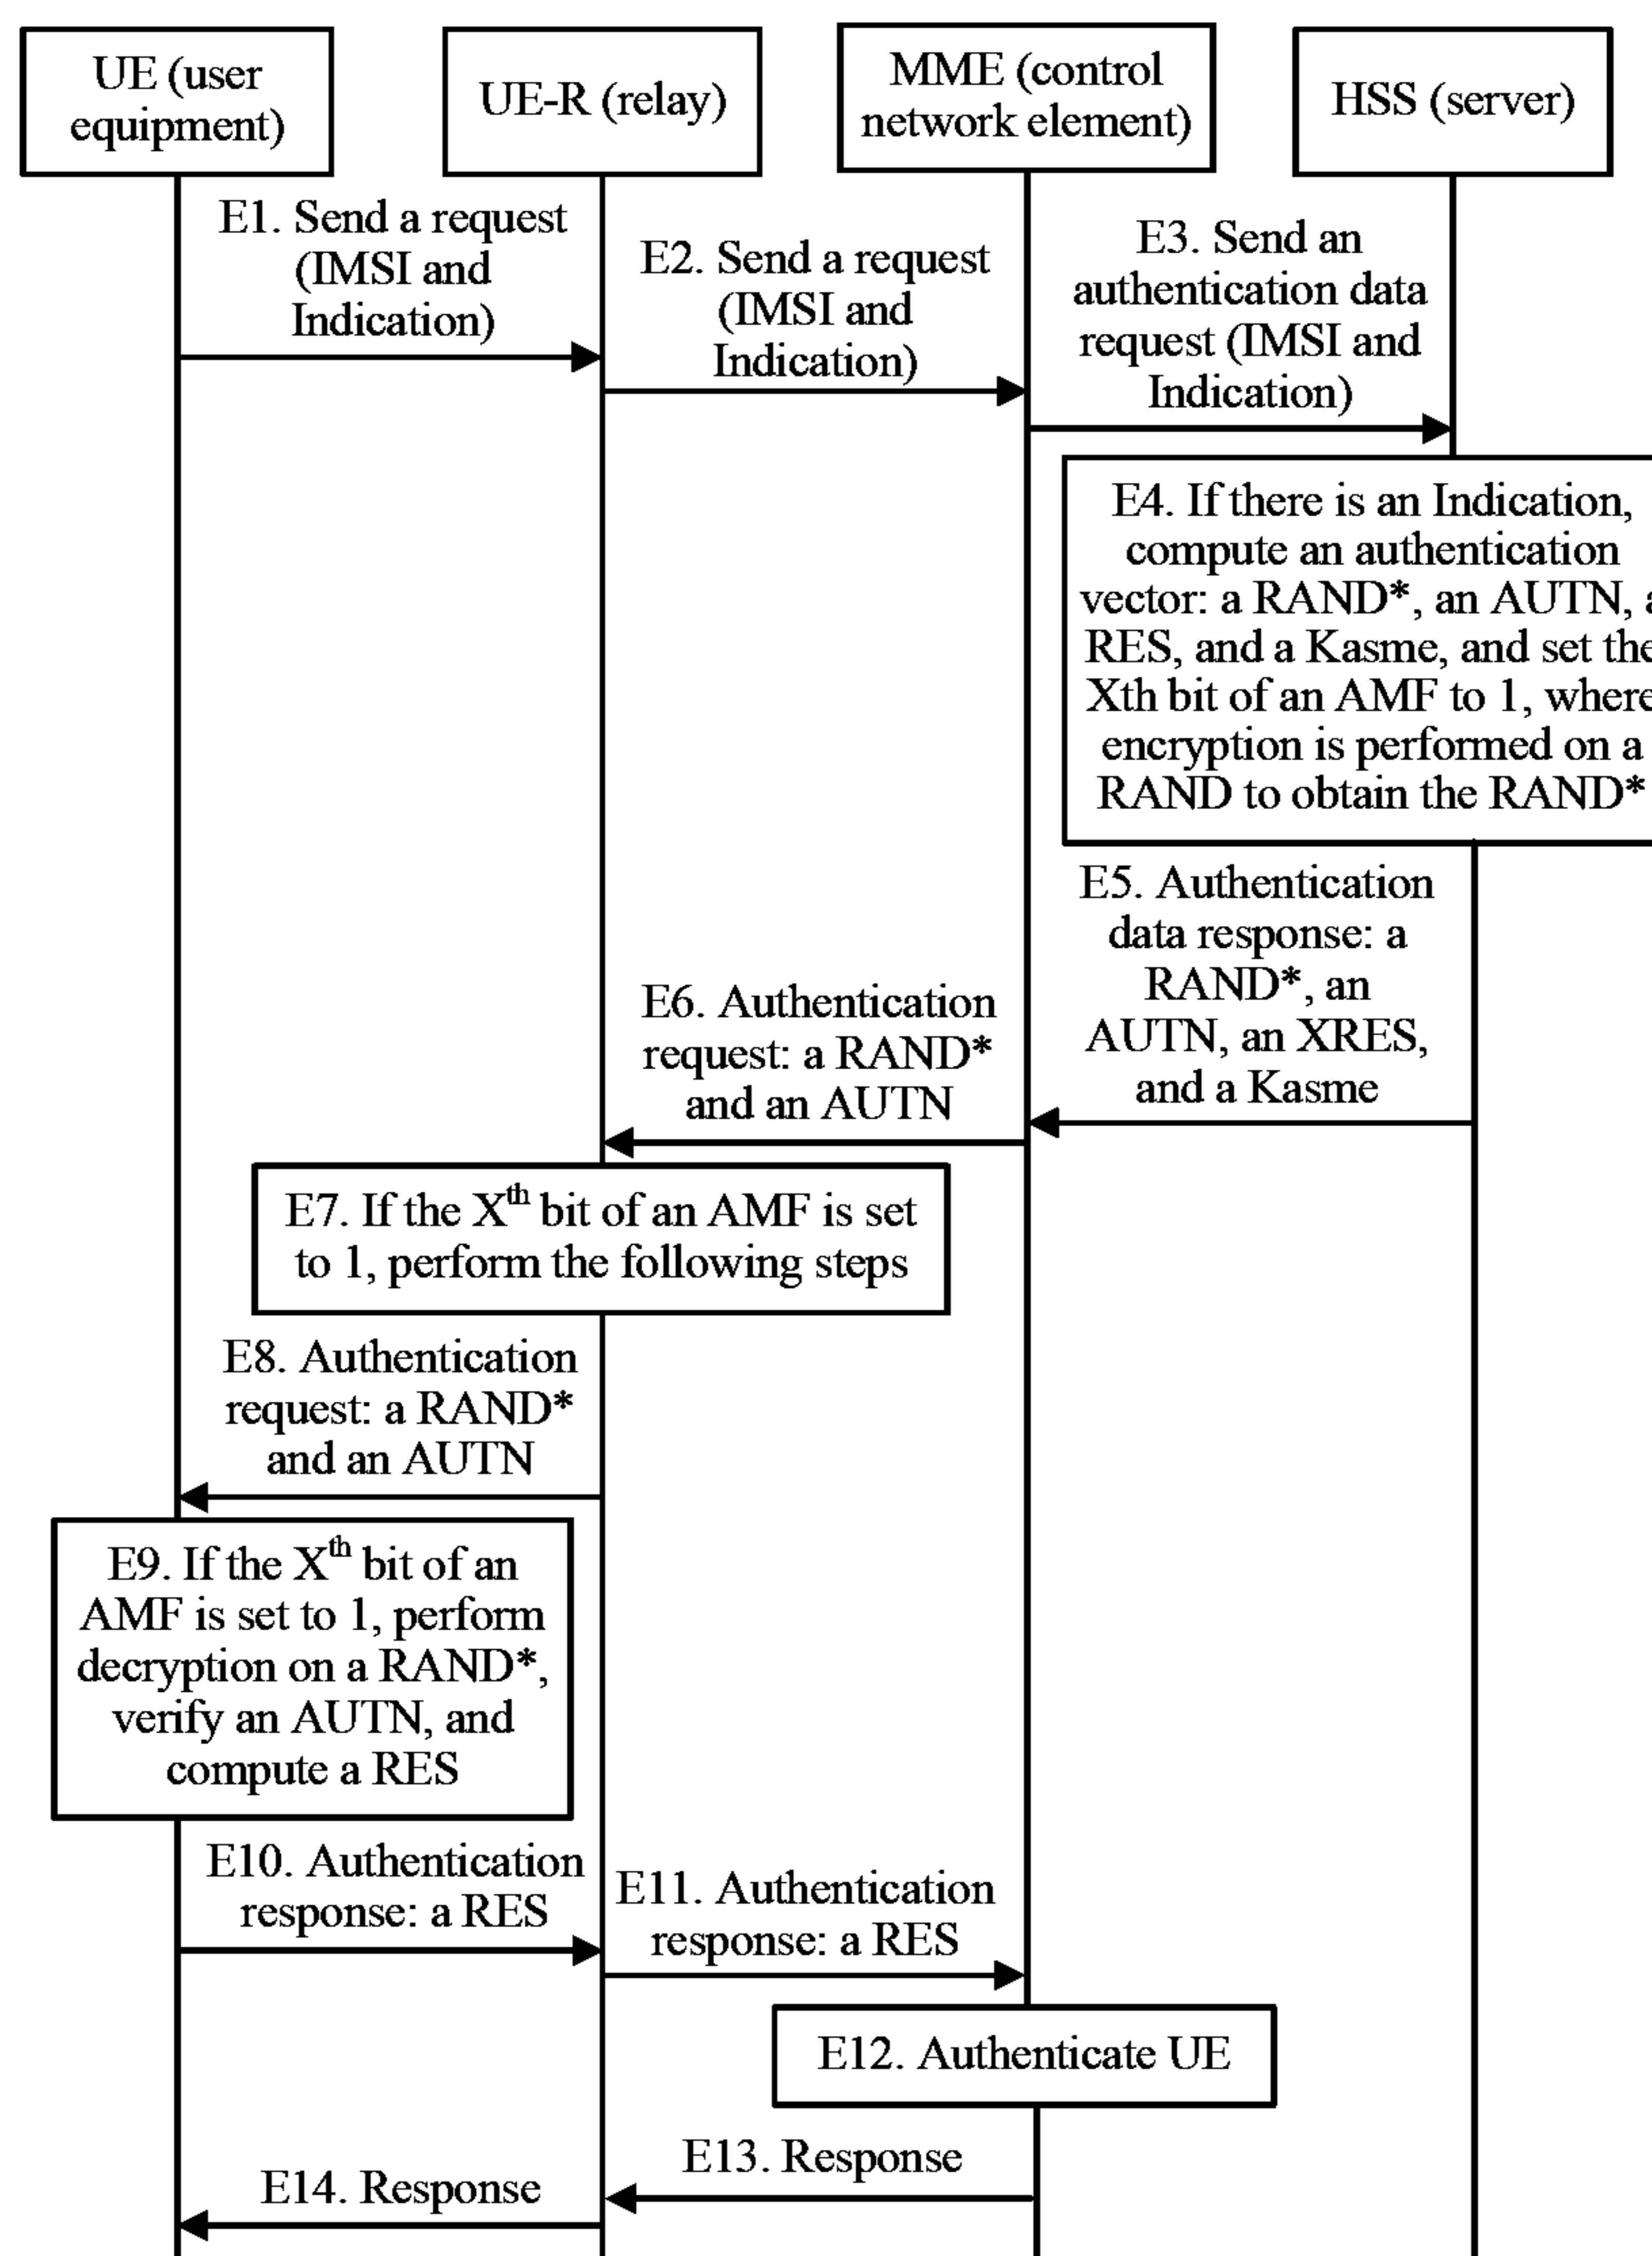 UE (user
equipment)
UE-R (relay)
MME (control
network element)
HSS (server)
E1. Send a request
(IMSI and
Indication)
E2. Send a request
(IMSI and
Indication)
E3. Send an
authentication data
request (IMSI and
Indication)
E4. If there is an Indication,
compute an authentication
vector: a RAND*, an AUTN, a
RES, and a Kasme, and set the
Xth bit of an AMF to 1, where
encryption is performed on a
RAND to obtain the RAND*
E5. Authentication
data response: a
RAND*, an
AUTN, an XRES,
and a Kasme
E6. Authentication
request: a RAND*
and an AUTN
E7. If the Xth bit of an AMF is set
to 1, perform the following steps
E8. Authentication
request: a RAND*
and an AUTN
E9. If the Xth bit of an
AMF is set to 1, perform
decryption on a RAND*,
verify an AUTN, and
compute a RES
E10. Authentication
response: a RES
E11. Authentication
response: a RES
E12. Authenticate UE
E13. Response
E14. Response